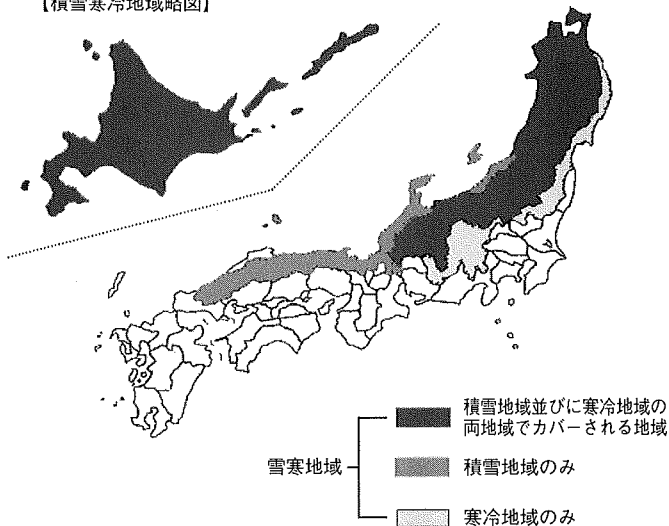 【積雪寒冷地域略図】
積雪地域並びに寒冷地域の
両地域でカバーされる地域
雪寒地域
積雪地域のみ
寒冷地域のみ